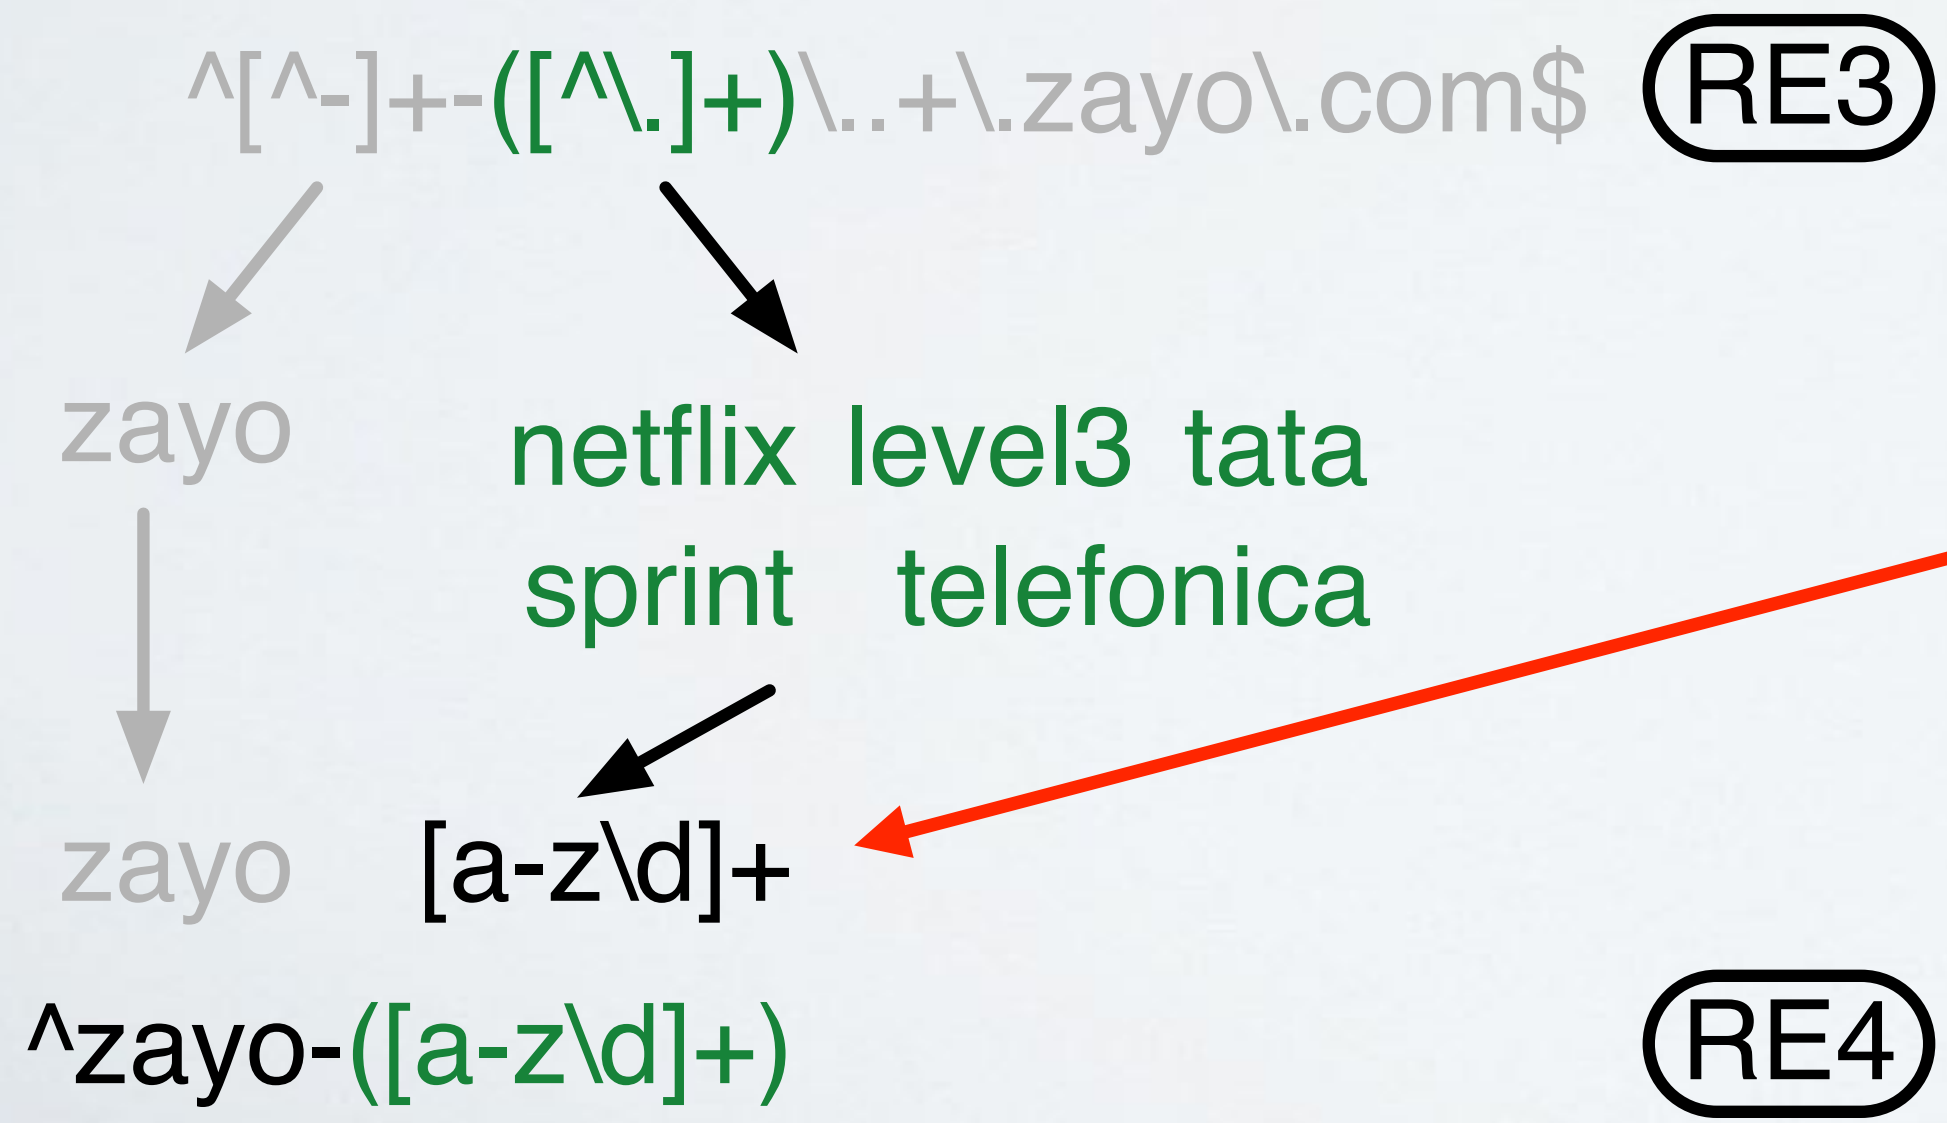 ^[^-]+-([^\.]+)\..+\.zayo\.com$ RE3
zayo netflix level3 tata
sprint telefonica
zayo [a-z\d]+
^zayo-([a-z\d]+) RE4